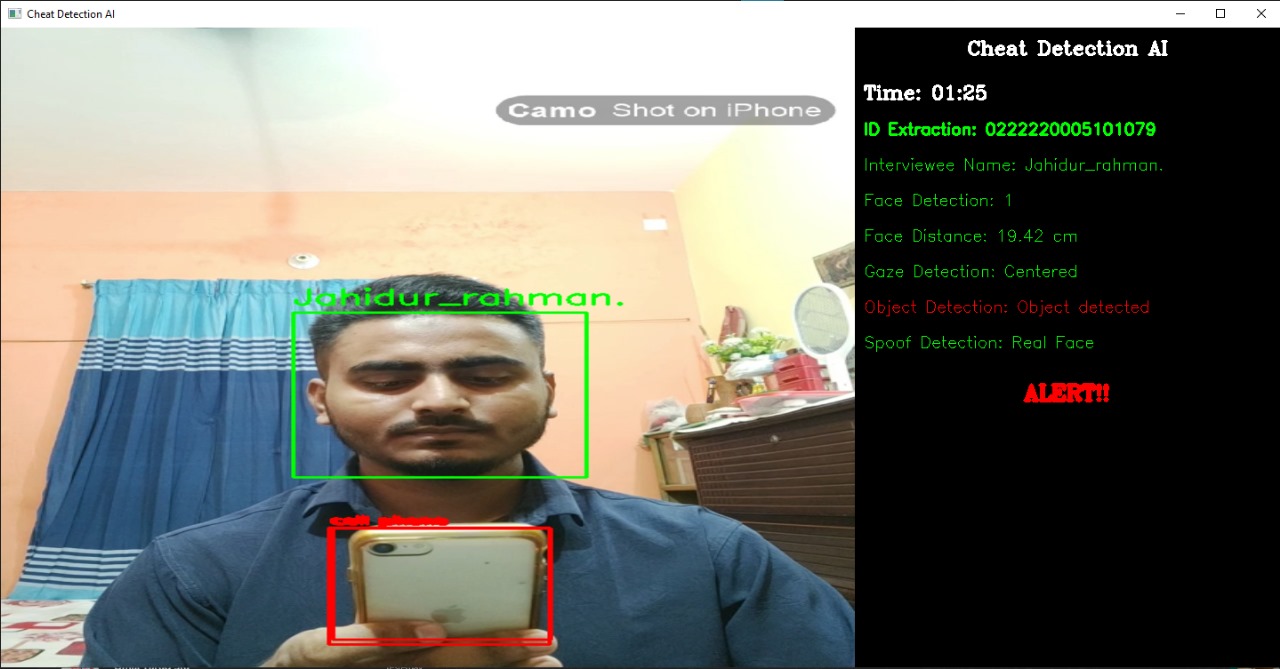 Cheat Detection AI
Camo Shot on iPhone
Jahidur_rahman.
cell phone
Cheat Detection AI
Time: 01:25
ID Extraction: 0222220005101079
Interviewee Name: Jahidur_rahman.
Face Detection: 1
Face Distance: 19.42 cm
Gaze Detection: Centered
Object Detection: Object detected
Spoof Detection: Real Face
ALERT!!